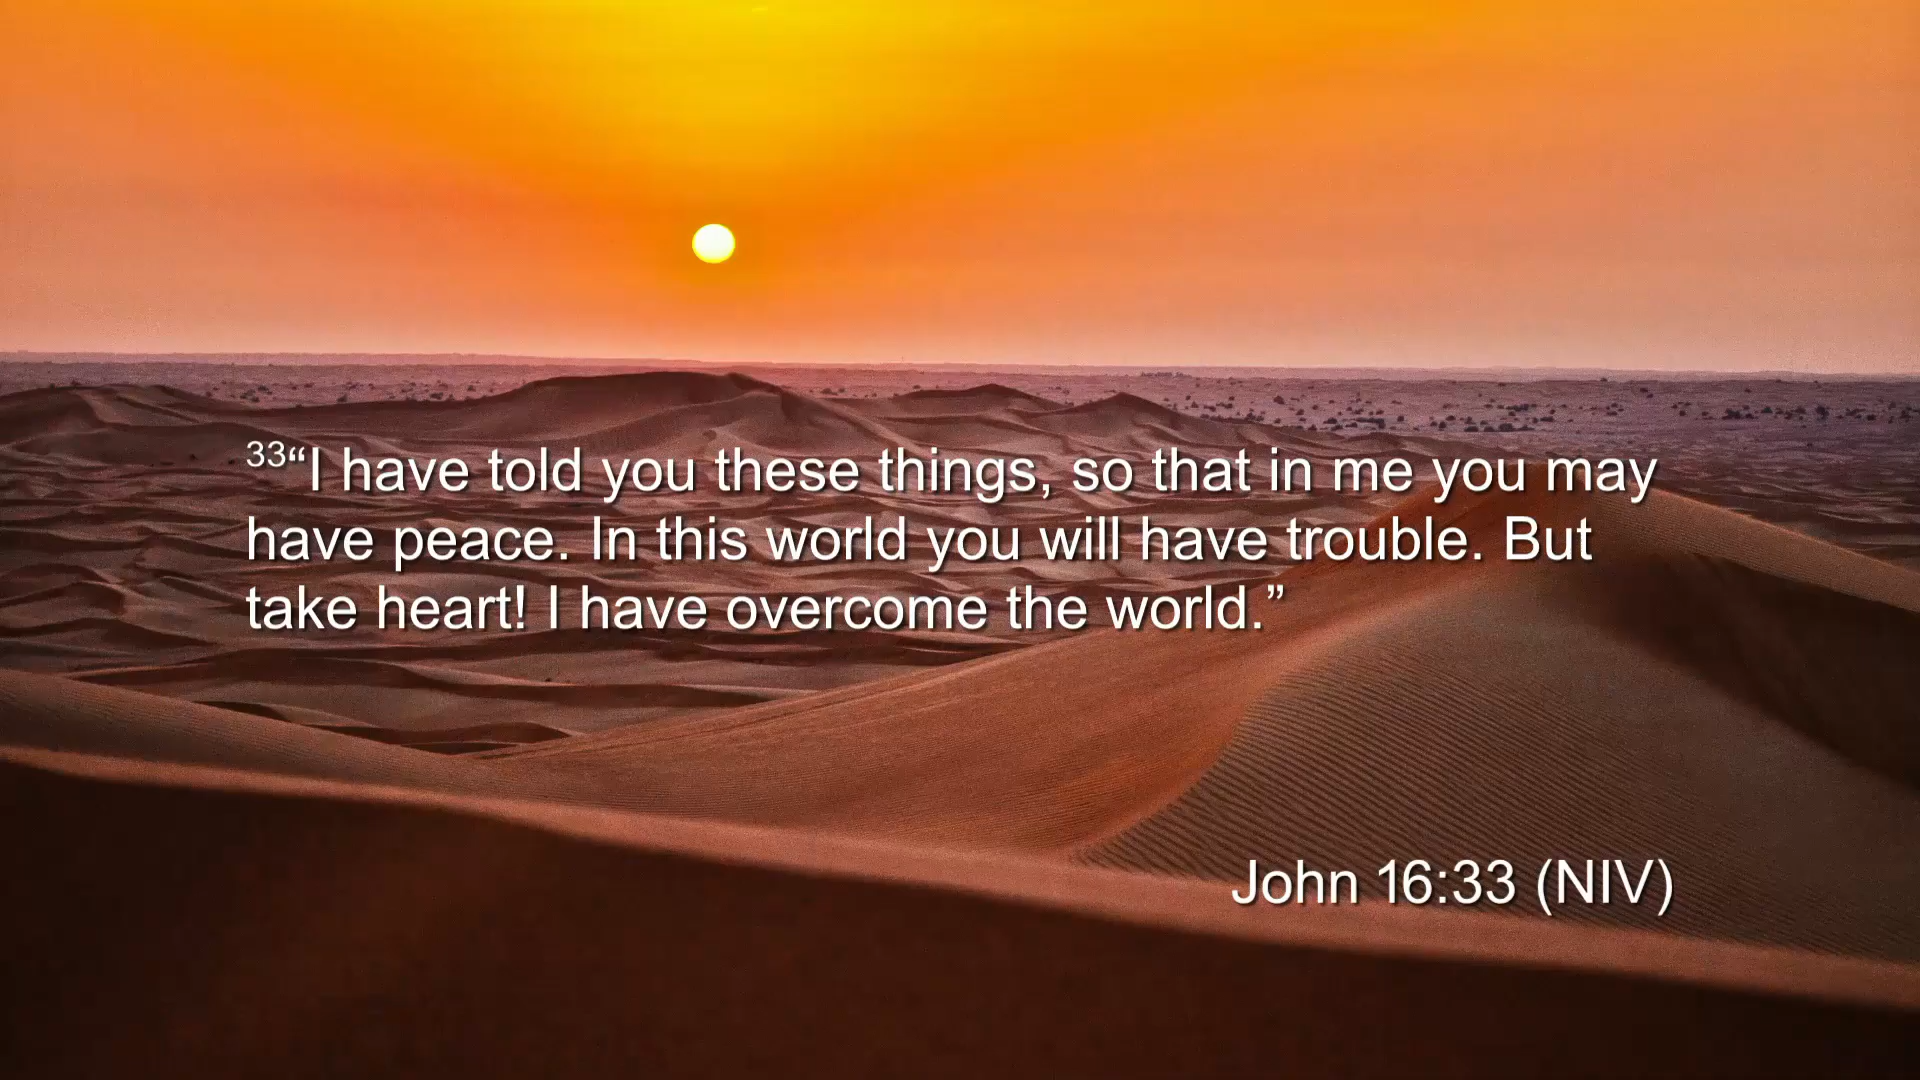 33“I have told you these things, so that in me you may
have peace. In this world you will have trouble. But
take heart! I have overcome the world.”
John 16:33 (NIV)